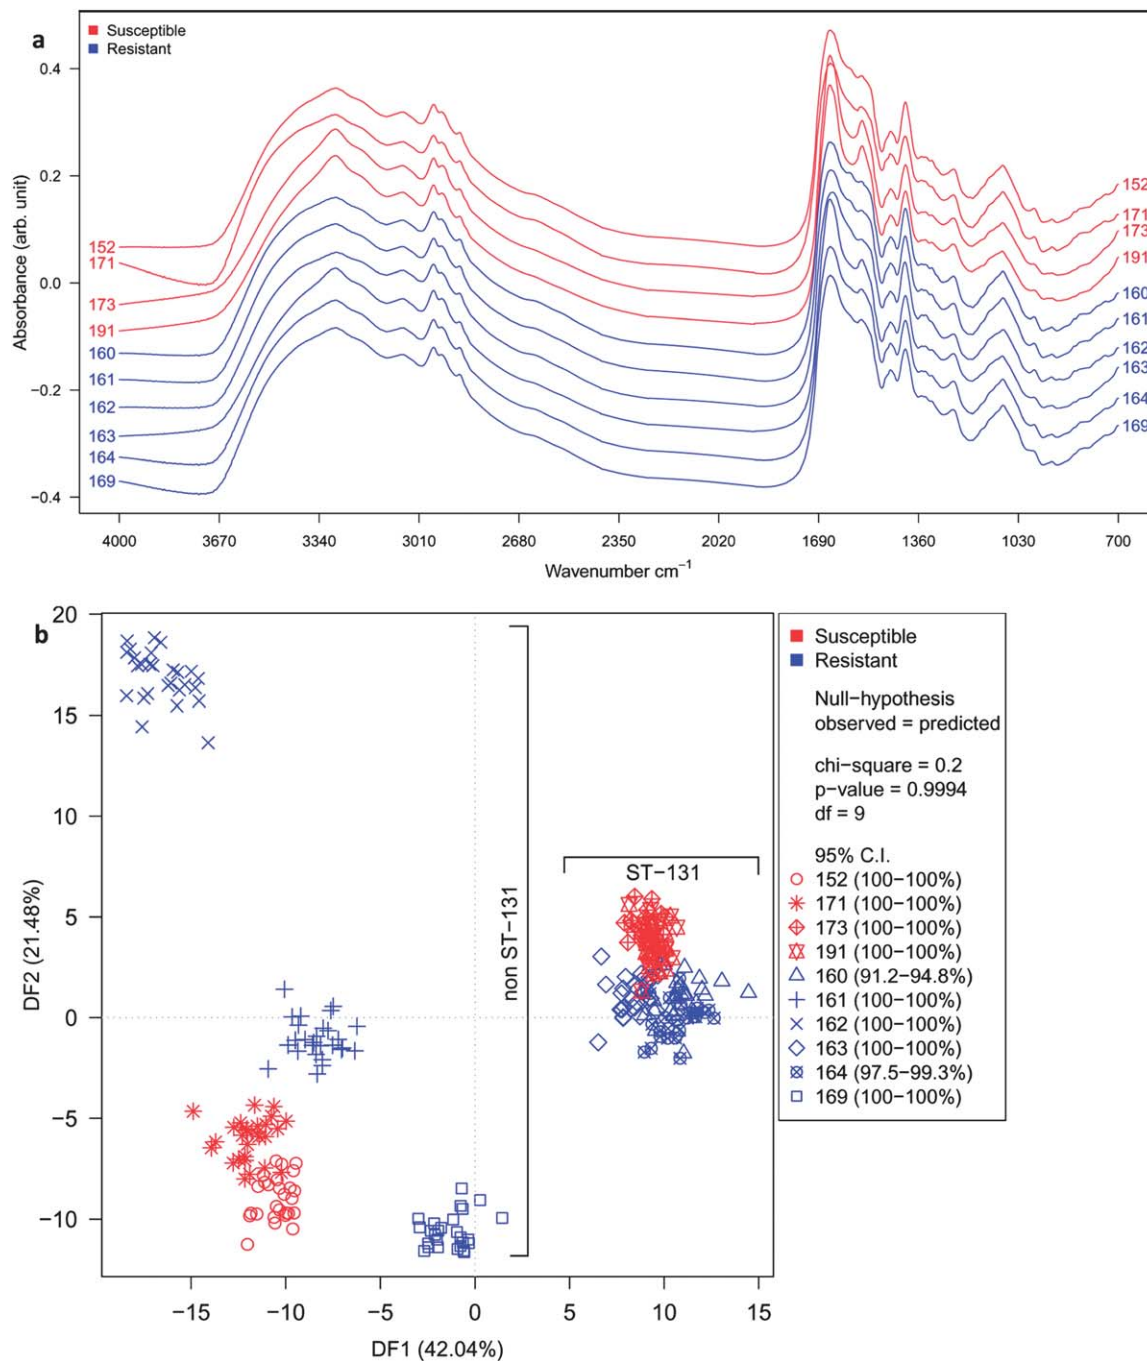 a
Susceptible
Resistant
Absorbance (arb. unit)
0.4
0.2
0.0
−0.2
−0.4
152
171
173
191
160
161
162
163
164
169
152
171
173
191
160
161
162
163
164
169
4000 3670 3340 3010 2680 2350 2020 1690 1360 1030 700
Wavenumber cm⁻¹
b
DF2 (21.48%)
20
15
10
5
0
−5
−10
non ST−131
ST−131
−15 −10 −5 0 5 10 15
DF1 (42.04%)
Susceptible
Resistant
Null−hypothesis
observed = predicted
chi−square = 0.2
p−value = 0.9994
df = 9
95% C.I.
152 (100−100%)
171 (100−100%)
173 (100−100%)
191 (100−100%)
160 (91.2−94.8%)
161 (100−100%)
162 (100−100%)
163 (100−100%)
164 (97.5−99.3%)
169 (100−100%)